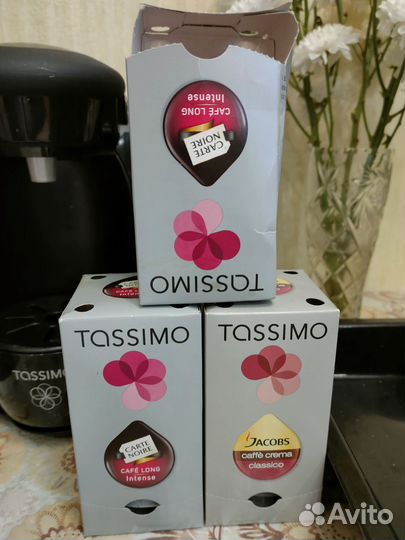 CAFÉ LONG
Intense
CARTE
NOIRE
TASSIMO
TASSIMO
CARTE
NOIRE
CAFÉ LONG
Intense
TASSIMO
JACOBS
caffè crema
classico
TASSIMO
Avito